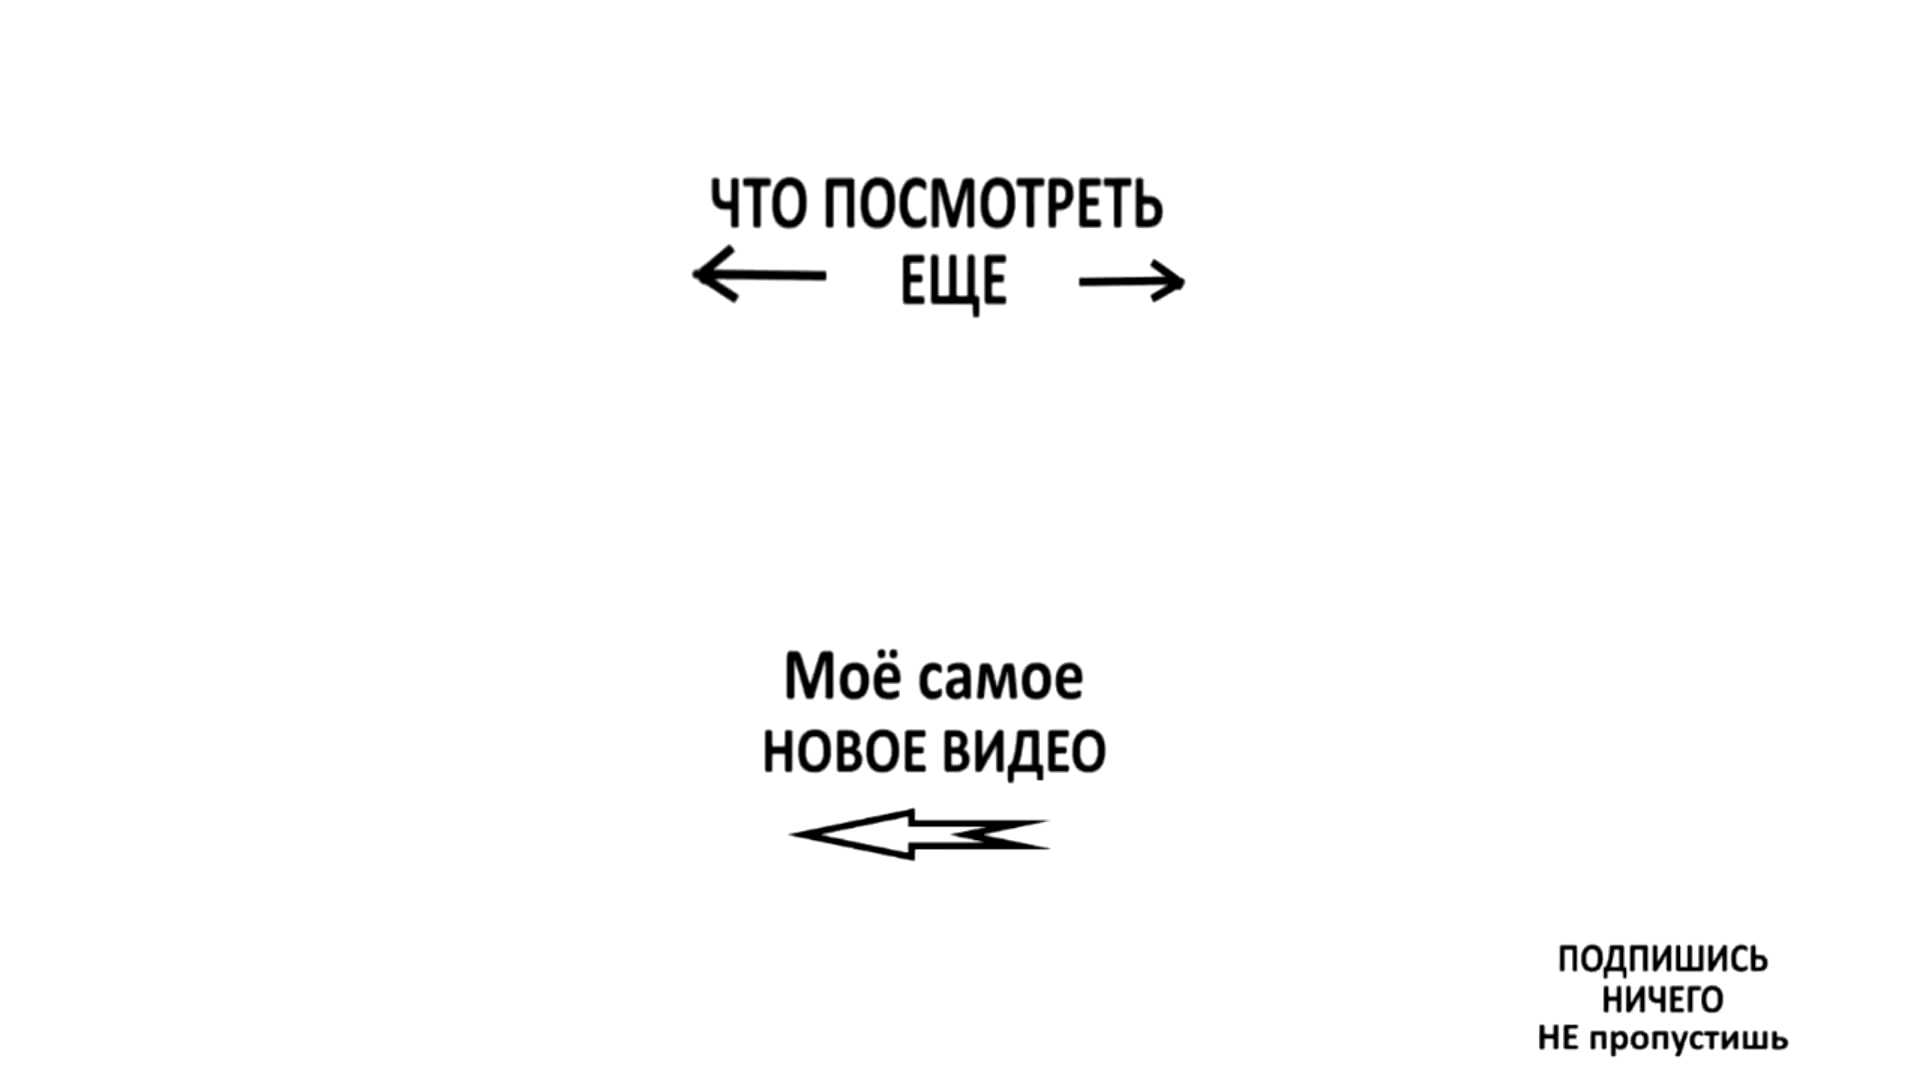 ЧТО ПОСМОТРЕТЬ
ЕЩЕ
Моё самое
НОВОЕ ВИДЕО
ПОДПИШИСЬ
НИЧЕГО
НЕ пропустишь